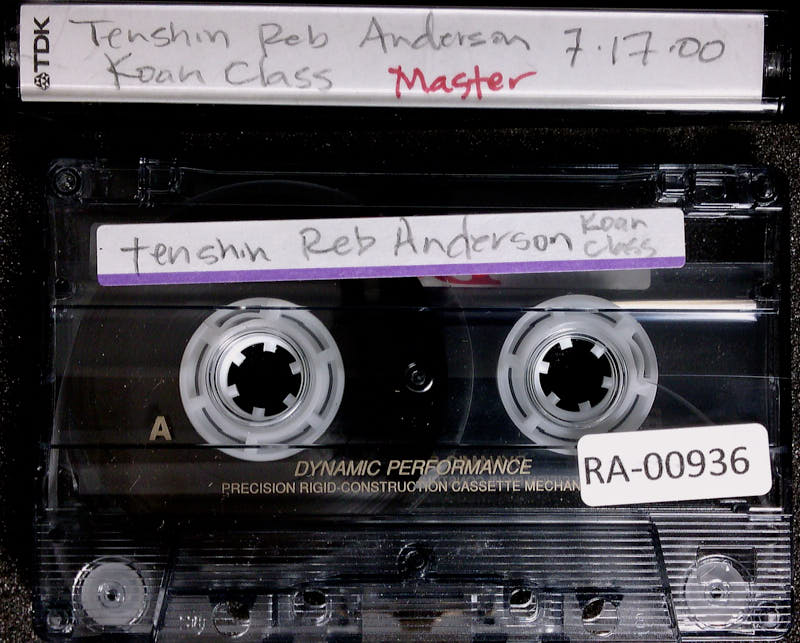 TDK
Tenshin Reb Anderson 7.17.00
Koan Class Master
Tenshin Reb Anderson Koan Class
A
DYNAMIC PERFORMANCE
PRECISION RIGID-CONSTRUCTION CASSETTE MECHAN
RA-00936